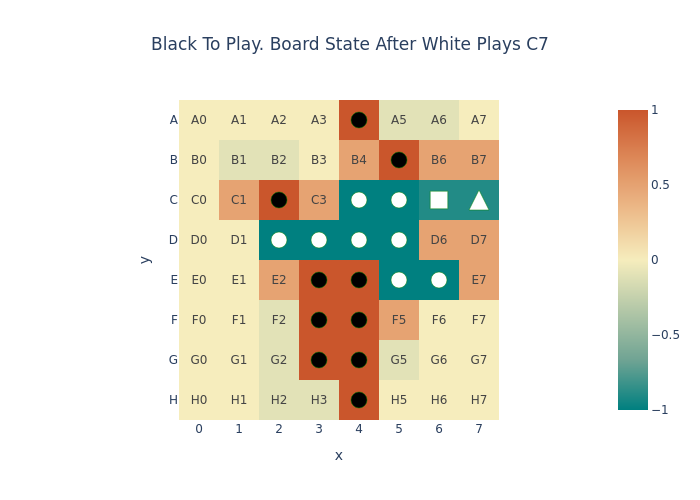 Black To Play. Board State After White Plays C7
A A0 A1 A2 A3 A5 A6 A7
B B0 B1 B2 B3 B4 B6 B7
C C0 C1 C3
D D0 D1 D6 D7
E E0 E1 E2 E7
F F0 F1 F2 F5 F6 F7
G G0 G1 G2 G5 G6 G7
H H0 H1 H2 H3 H5 H6 H7
0 1 2 3 4 5 6 7
x
y
1
0.5
0
−0.5
−1